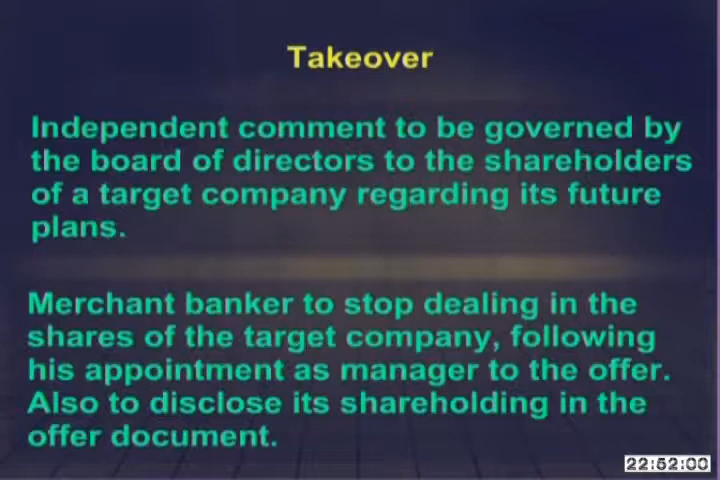 Takeover
Independent comment to be governed by
the board of directors to the shareholders
of a target company regarding its future
plans.
Merchant banker to stop dealing in the
shares of the target company, following
his appointment as manager to the offer.
Also to disclose its shareholding in the
offer document.
22:52:00